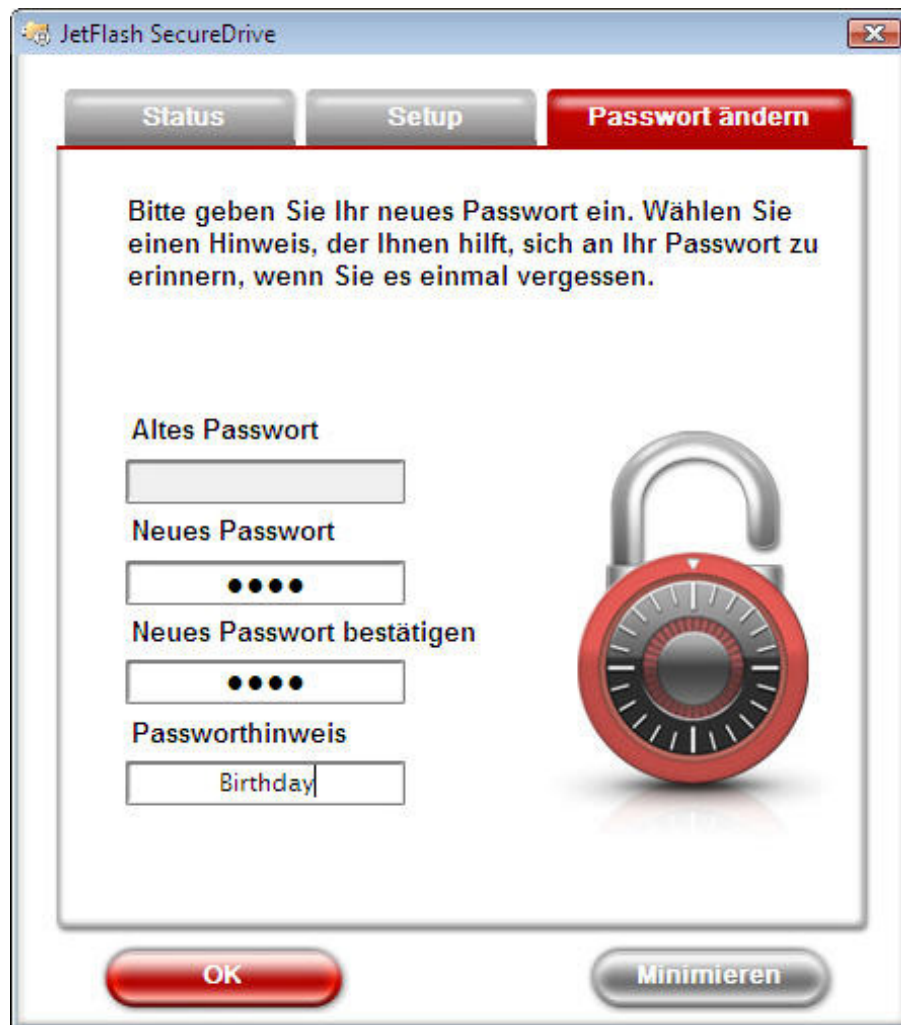 JetFlash SecureDrive
Status Setup Passwort ändern
Bitte geben Sie Ihr neues Passwort ein. Wählen Sie
einen Hinweis, der Ihnen hilft, sich an Ihr Passwort zu
erinnern, wenn Sie es einmal vergessen.
Altes Passwort
Neues Passwort
●●●●
Neues Passwort bestätigen
●●●●
Passworthinweis
Birthday
OK Minimieren